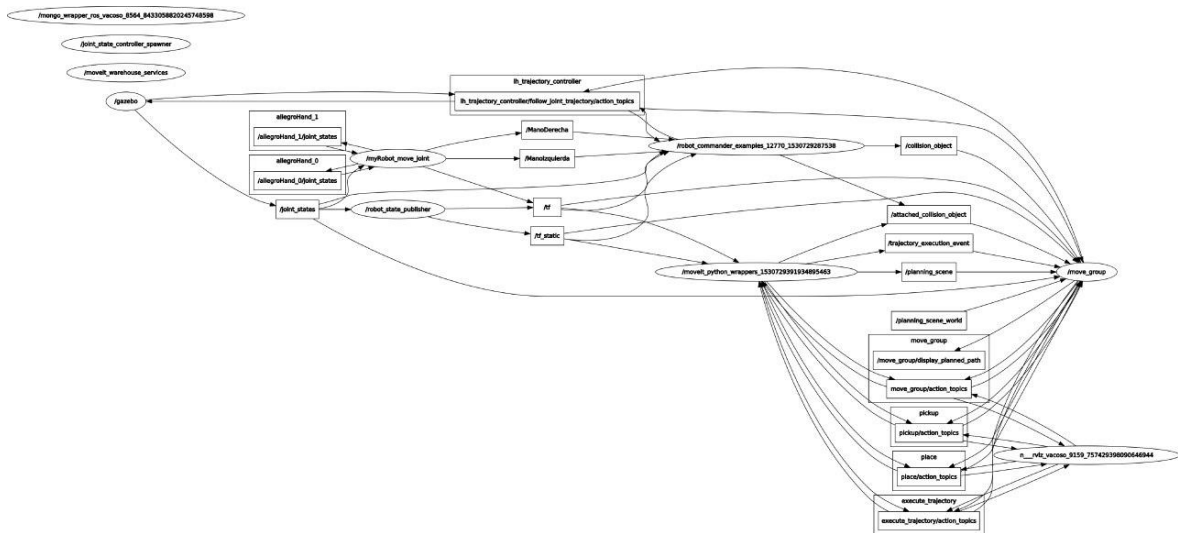 /mongo_wrapper_ros_vacoso_8564_8433058820245748598
/joint_state_controller_spawner
/moveit_warehouse_services
/gazebo
lh_trajectory_controller
lh_trajectory_controller/follow_joint_trajectory/action_topics
allegroHand_1
/allegroHand_1/joint_states
allegroHand_0
/allegroHand_0/joint_states
/joint_states
/myRobot_move_joint
/robot_state_publisher
/ManoDerecha
/ManoIzquierda
/tf
/tf_static
/robot_commander_examples_12770_1530729287538
/moveit_python_wrappers_1530729391934895463
/collision_object
/attached_collision_object
/trajectory_execution_event
/planning_scene
/planning_scene_world
move_group
/move_group/display_planned_path
move_group/action_topics
pickup
pickup/action_topics
place
place/action_topics
execute_trajectory
execute_trajectory/action_topics
/move_group
n___rviz_vacoso_9159_757429398090646944